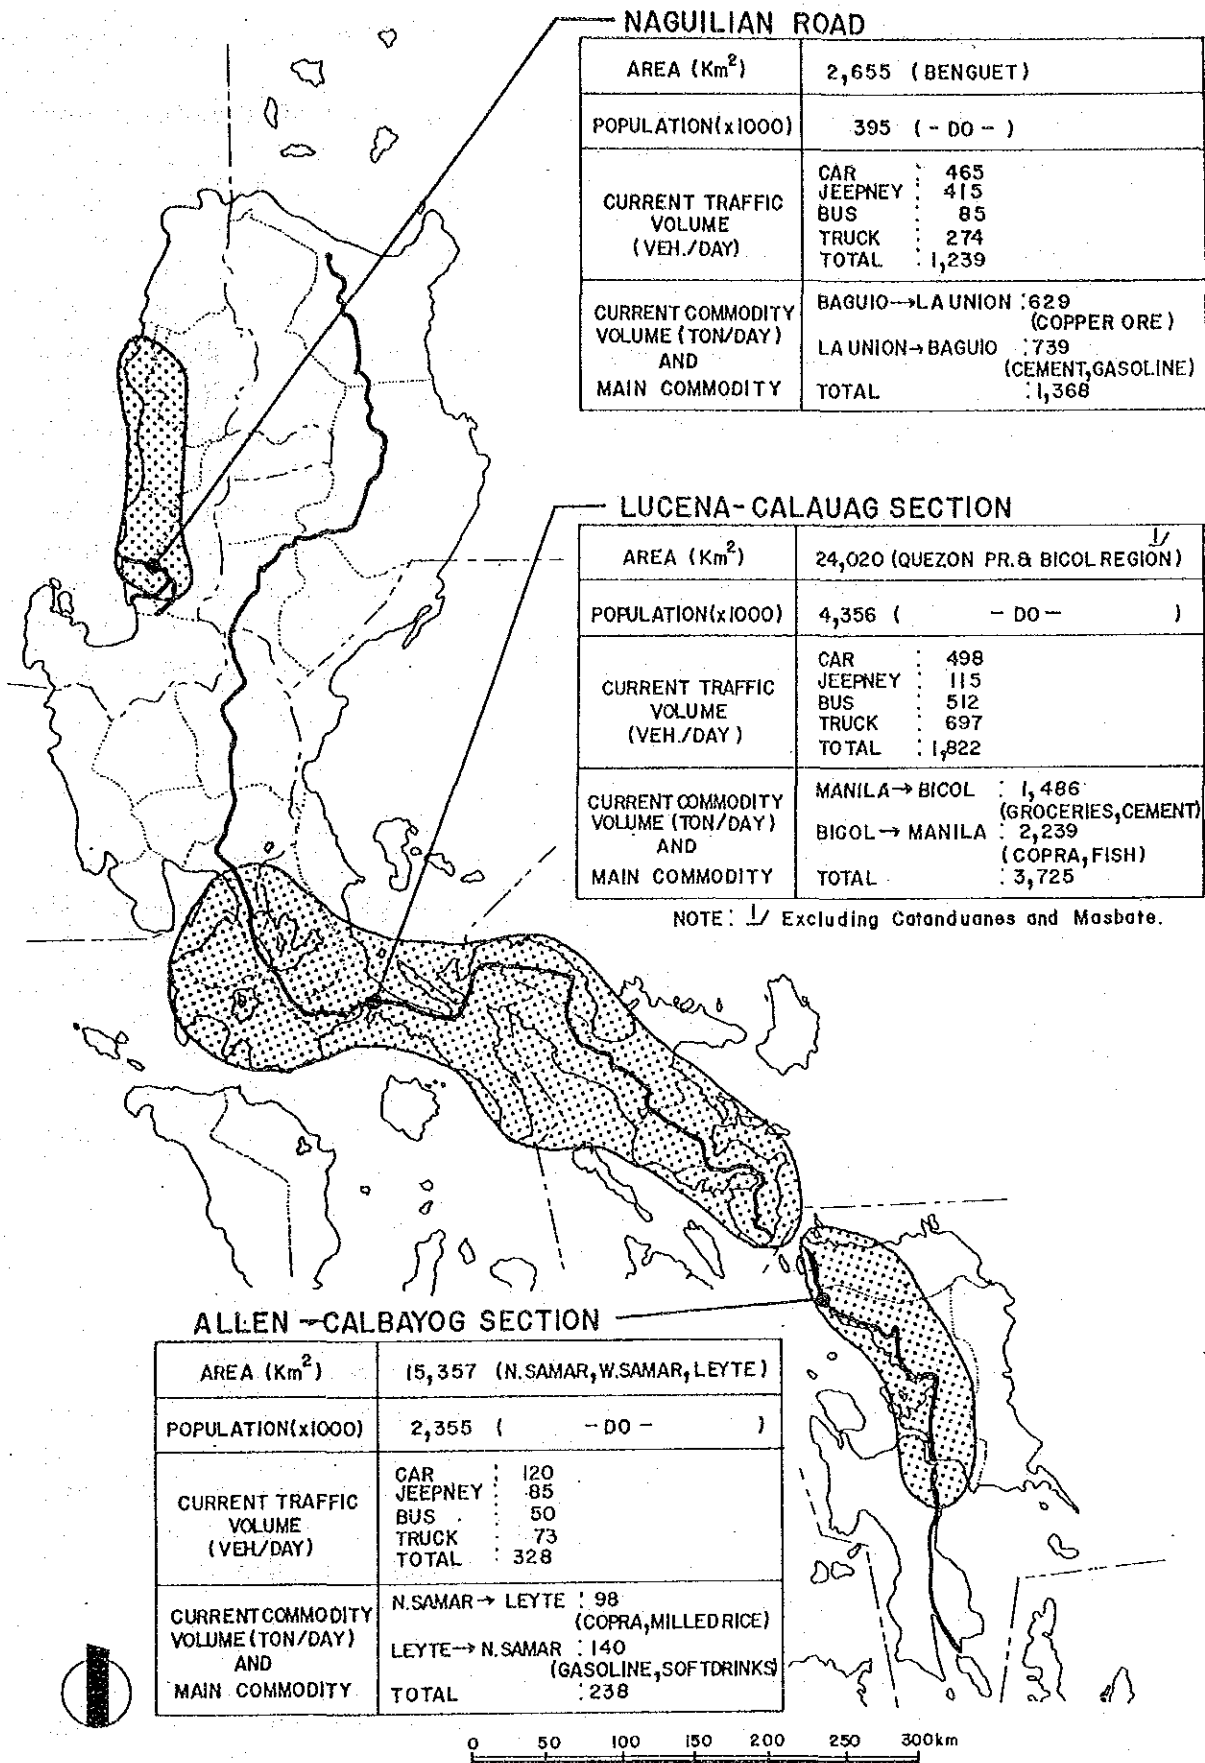 NAGUILIAN ROAD
AREA (Km²) 2,655 (BENGUET)
POPULATION(x1000) 395 (-DO-)
CURRENT TRAFFIC VOLUME (VEH./DAY)
CAR : 465
JEEPNEY : 415
BUS : 85
TRUCK : 274
TOTAL : 1,239
CURRENT COMMODITY VOLUME (TON/DAY) AND MAIN COMMODITY
BAGUIO→LA UNION :629
(COPPER ORE)
LA UNION→BAGUIO :739
(CEMENT,GASOLINE)
TOTAL :1,368
LUCENA-CALAUAG SECTION
AREA (Km²) 24,020 (QUEZON PR.& BICOL REGION) 1/
POPULATION(x1000) 4,356 ( -DO- )
CURRENT TRAFFIC VOLUME (VEH./DAY)
CAR : 498
JEEPNEY : 115
BUS : 512
TRUCK : 697
TOTAL : 1,822
CURRENT COMMODITY VOLUME (TON/DAY) AND MAIN COMMODITY
MANILA→BICOL : 1,486
(GROCERIES,CEMENT)
BICOL→MANILA : 2,239
(COPRA,FISH)
TOTAL : 3,725
NOTE: 1/ Excluding Catanduanes and Masbate.
ALLEN-CALBAYOG SECTION
AREA (Km²) 15,357 (N.SAMAR,W.SAMAR,LEYTE)
POPULATION(x1000) 2,355 ( -DO- )
CURRENT TRAFFIC VOLUME (VEH./DAY)
CAR : 120
JEEPNEY : 85
BUS : 50
TRUCK : 73
TOTAL : 328
CURRENT COMMODITY VOLUME (TON/DAY) AND MAIN COMMODITY
N.SAMAR→LEYTE : 98
(COPRA,MILLED RICE)
LEYTE→N.SAMAR : 140
(GASOLINE,SOFTDRINKS)
TOTAL : 238
0 50 100 150 200 250 300km